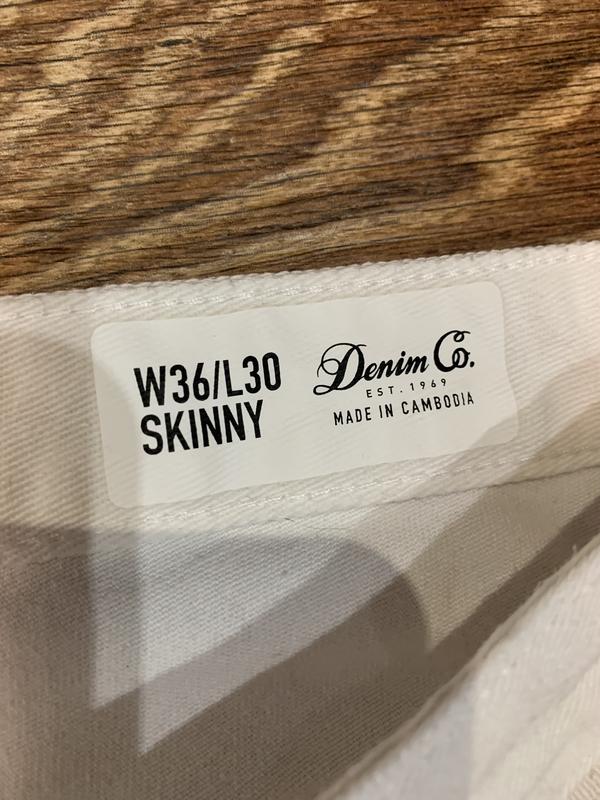 W36/L30
SKINNY
Denim Co.
EST. 1969
MADE IN CAMBODIA